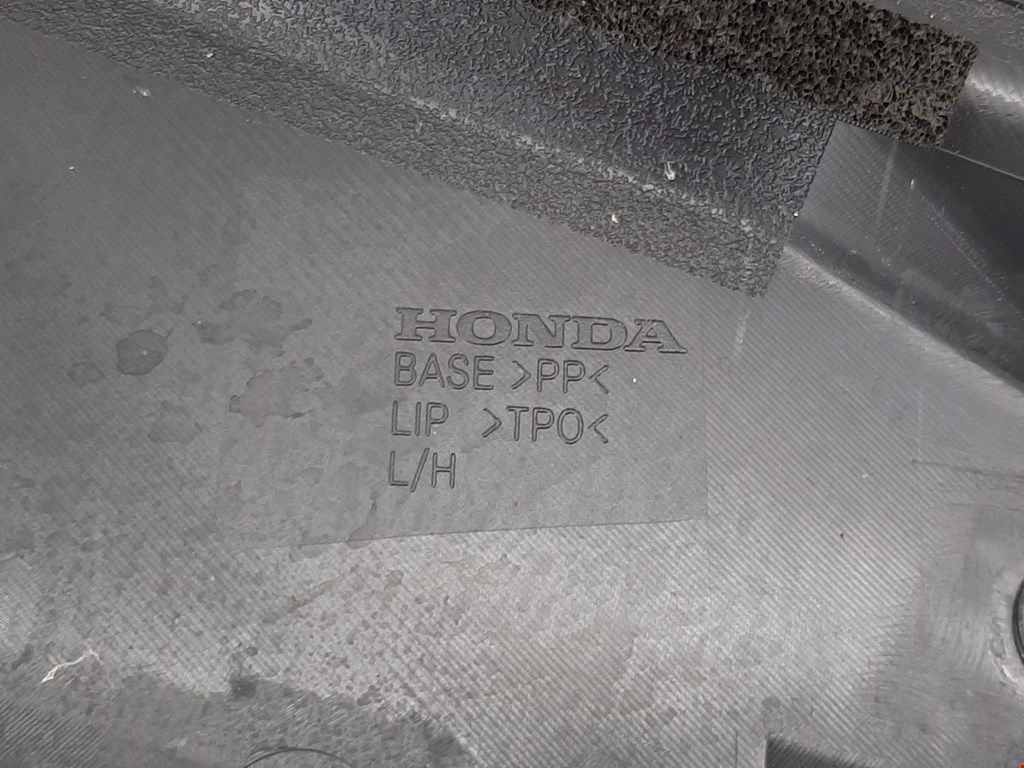 HONDA
BASE >PP<
LIP >TPO<
L/H